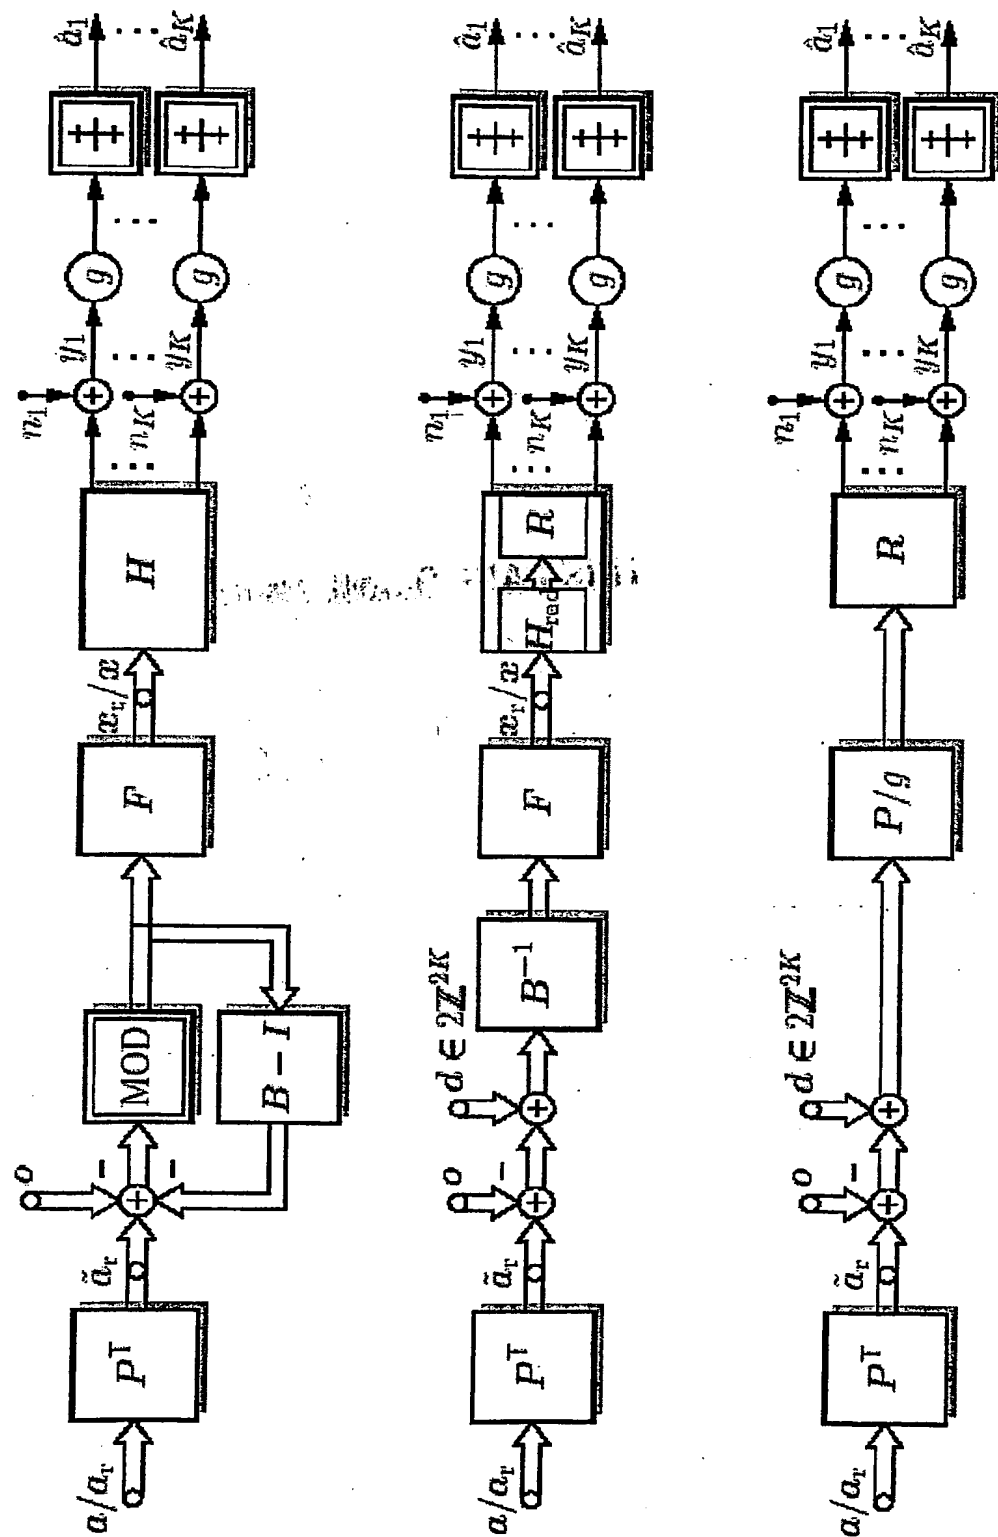 a/a_r
P^T
ã_r
o
−
−
MOD
B − I
F
x_r/x
H
n_1
n_K
...
y_1
y_K
...
g
g
...
â_1
â_K
...
a/a_r
P^T
ã_r
o
−
d ∈ 2ℤ^{2K}
B^{−1}
F
x_r/x
H_red
R
n_1
n_K
...
y_1
y_K
...
g
g
...
â_1
â_K
...
a/a_r
P^T
ã_r
o
−
d ∈ 2ℤ^{2K}
P/g
R
n_1
n_K
...
y_1
y_K
...
g
g
...
â_1
â_K
...